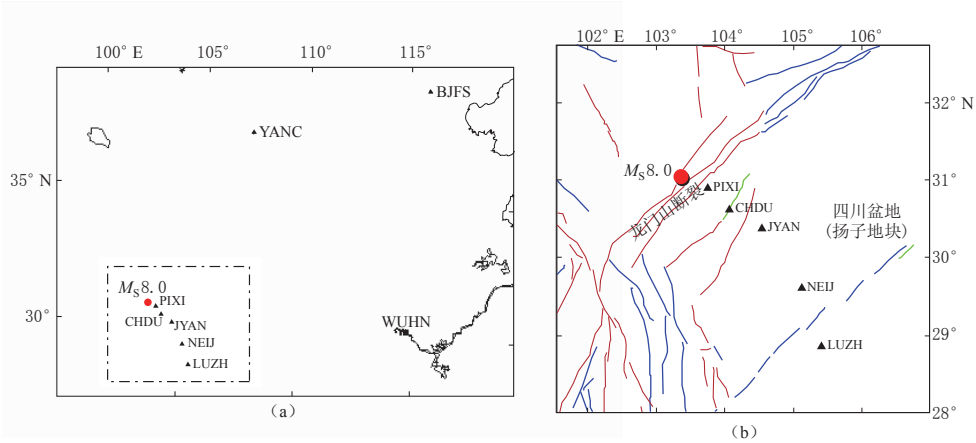 100° E
105°
110°
115°
BJFS
YANC
35° N
M_S8.0
PIXI
CHDU
JYAN
NEIJ
LUZH
30°
WUHN
(a)
102° E
103°
104°
105°
106°
32° N
M_S8.0
PIXI
31°
龙门山断裂
CHDU
JYAN
四川盆地
(扬子地块)
30°
NEIJ
LUZH
29°
28°
(b)